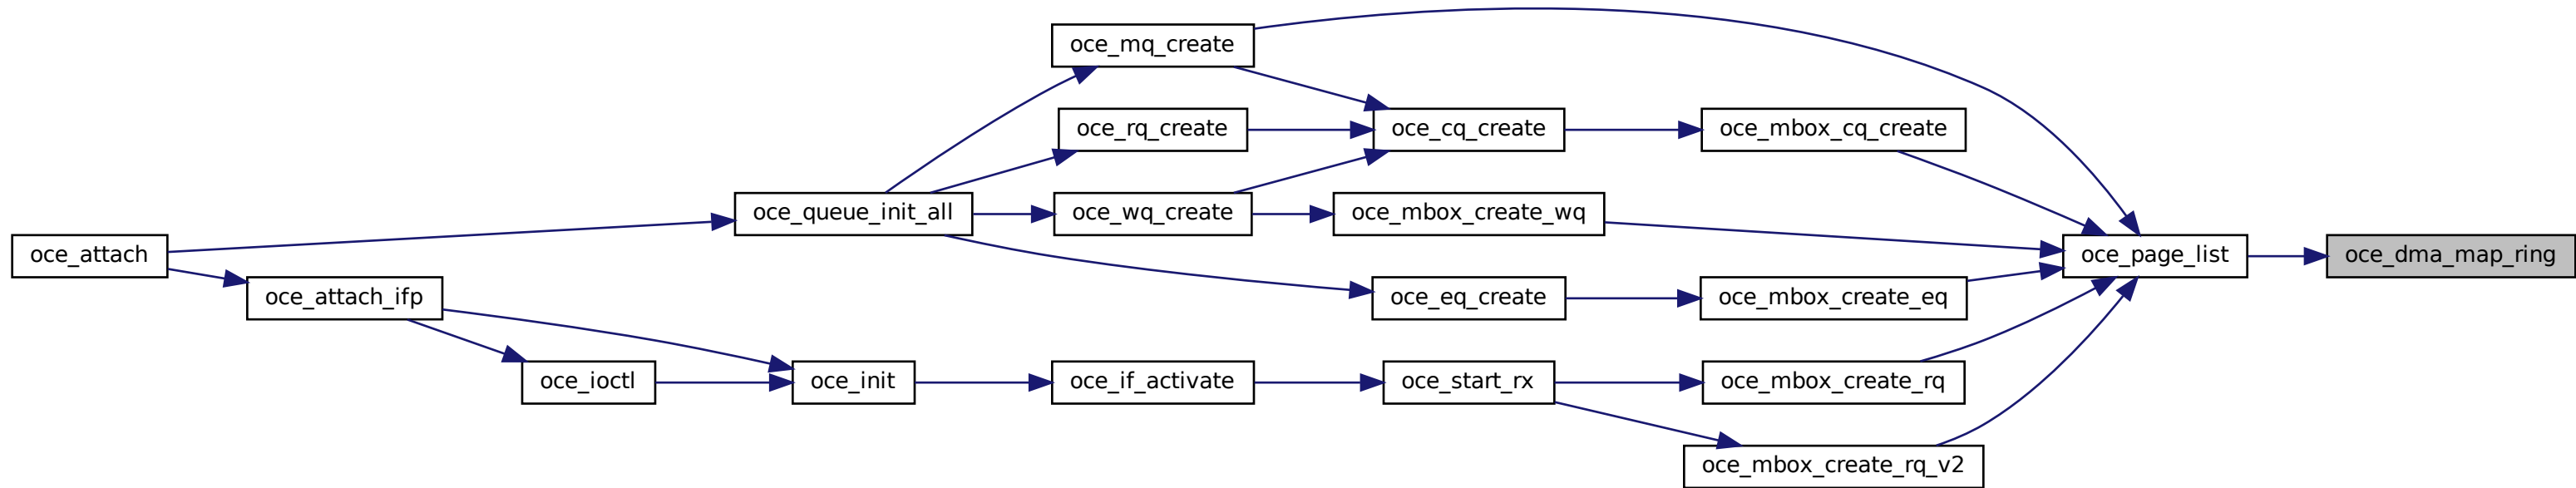 oce_mq_create
oce_rq_create
oce_cq_create
oce_mbox_cq_create
oce_queue_init_all
oce_wq_create
oce_mbox_create_wq
oce_attach
oce_page_list
oce_dma_map_ring
oce_attach_ifp
oce_eq_create
oce_mbox_create_eq
oce_ioctl
oce_init
oce_if_activate
oce_start_rx
oce_mbox_create_rq
oce_mbox_create_rq_v2